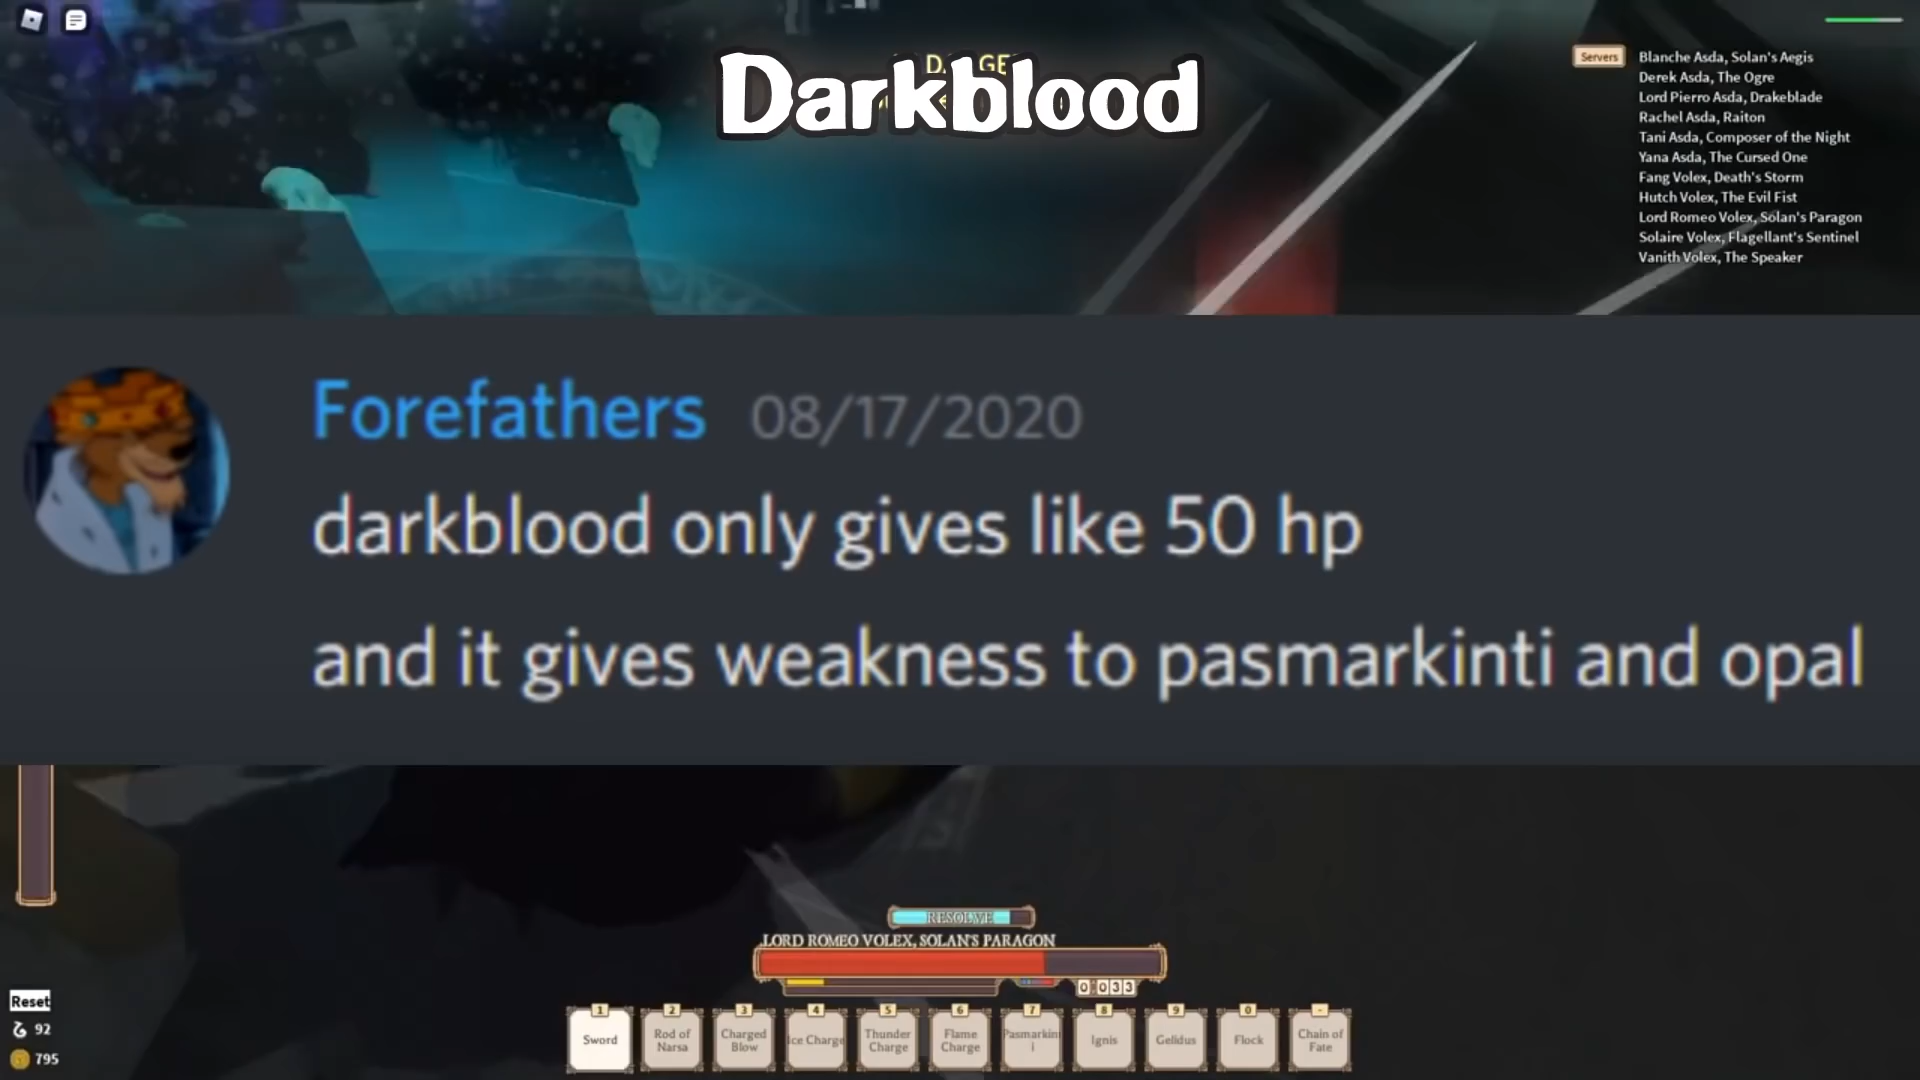 Darkblood
Servers
Blanche Asda, Solan's Aegis
Derek Asda, The Ogre
Lord Pierro Asda, Drakeblade
Rachel Asda, Raiton
Tani Asda, Composer of the Night
Yana Asda, The Cursed One
Fang Volex, Death's Storm
Hutch Volex, The Evil Fist
Lord Romeo Volex, Solan's Paragon
Solaire Volex, Flagellant's Sentinel
Vanith Volex, The Speaker
Forefathers 08/17/2020
darkblood only gives like 50 hp
and it gives weakness to pasmarkinti and opal
RESOLVE
LORD ROMEO VOLEX, SOLAN'S PARAGON
0 033
Reset
92
795
1 2 3 4 5 6 7 8 9 0 -
Sword
Rod of
Narsa
Charged
Blow
Ice Charge
Thunder
Charge
Flame
Charge
Pasmarkin
i
Ignis
Gelidus
Flock
Chain of
Fate